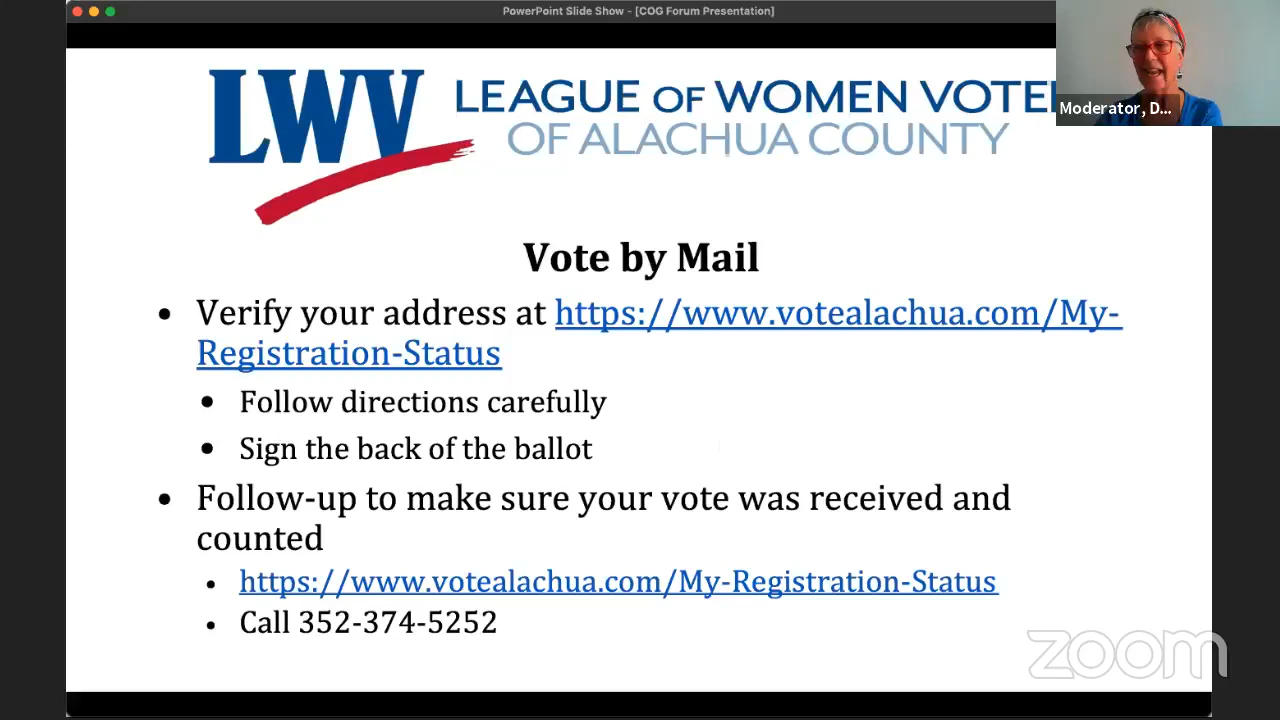 PowerPoint Slide Show - [COG Forum Presentation]
LWV
LEAGUE OF WOMEN VOTE
OF ALACHUA COUNTY
Moderator, D...
Vote by Mail
• Verify your address at https://www.votealachua.com/My-
Registration-Status
• Follow directions carefully
• Sign the back of the ballot
• Follow-up to make sure your vote was received and
counted
• https://www.votealachua.com/My-Registration-Status
• Call 352-374-5252
zoom